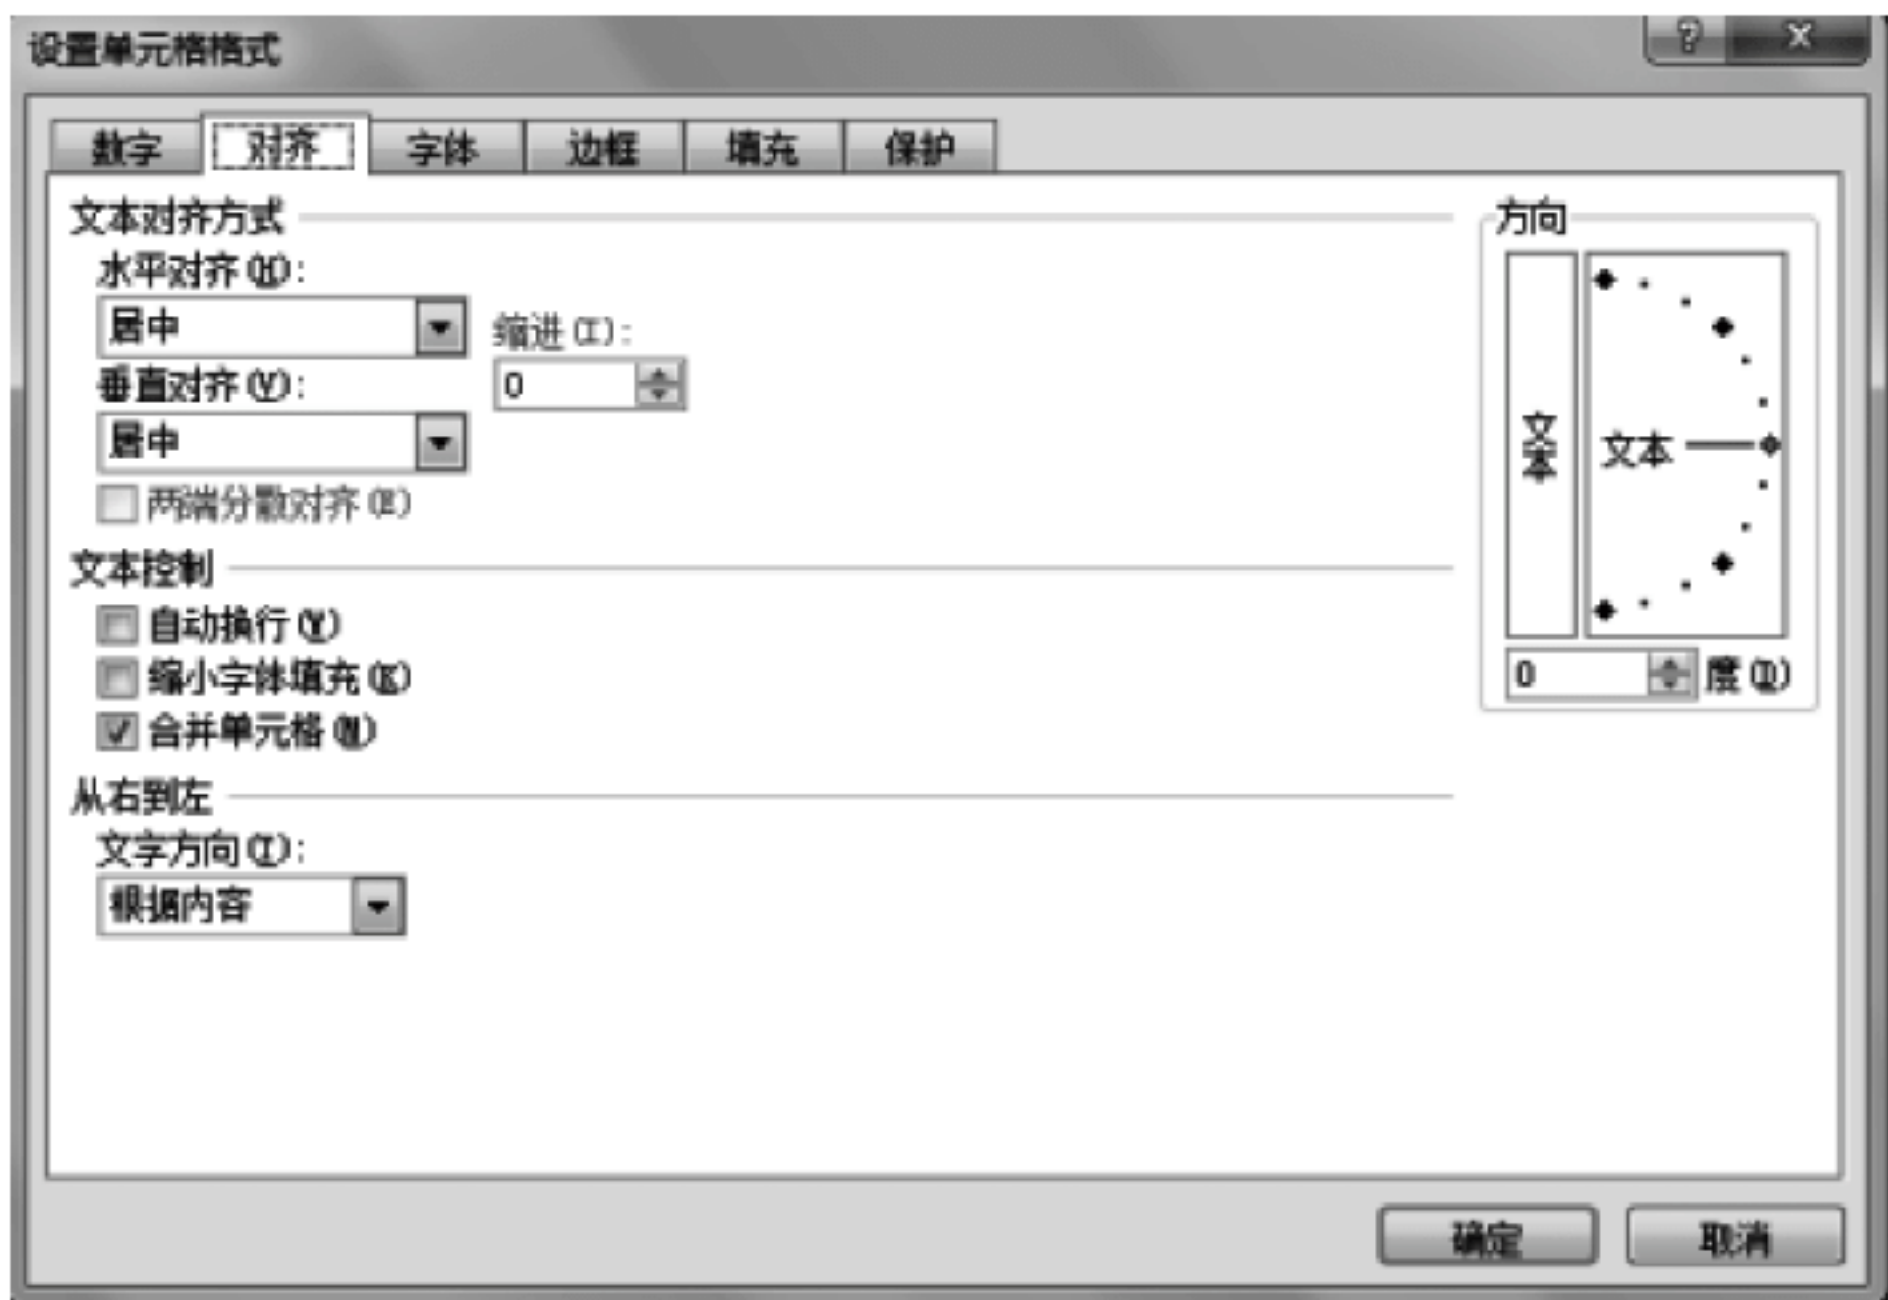 设置单元格格式
数字 对齐 字体 边框 填充 保护
文本对齐方式
水平对齐(H):
居中
缩进(I):
垂直对齐(V):
0
居中
两端分散对齐(E)
文本控制
自动换行(W)
缩小字体填充(K)
合并单元格(M)
从右到左
文字方向(T):
根据内容
方向
文本
文本
0 度(D)
确定 取消